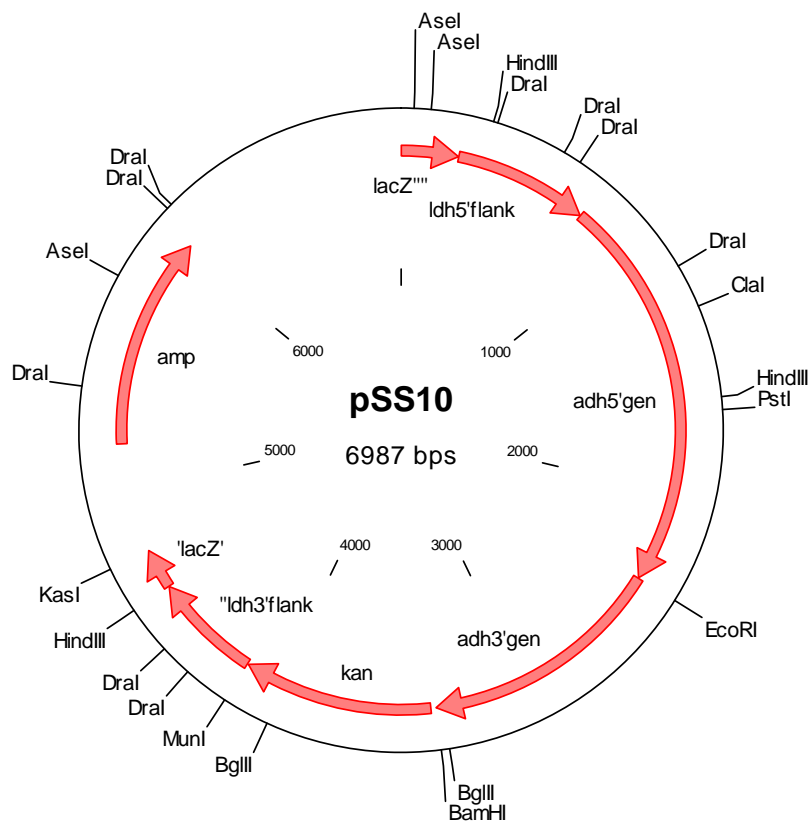 AseI
AseI
HindIII
DraI
DraI
DraI
DraI
DraI
lacZ""
ldh5'flank
DraI
AseI
ClaI
6000
1000
amp
DraI
HindIII
PstI
pSS10
adh5'gen
6987 bps
5000
2000
'lacZ'
4000
3000
KasI
"ldh3'flank
HindIII
EcoRI
adh3'gen
kan
DraI
DraI
MunI
BglII
BglII
BamHI